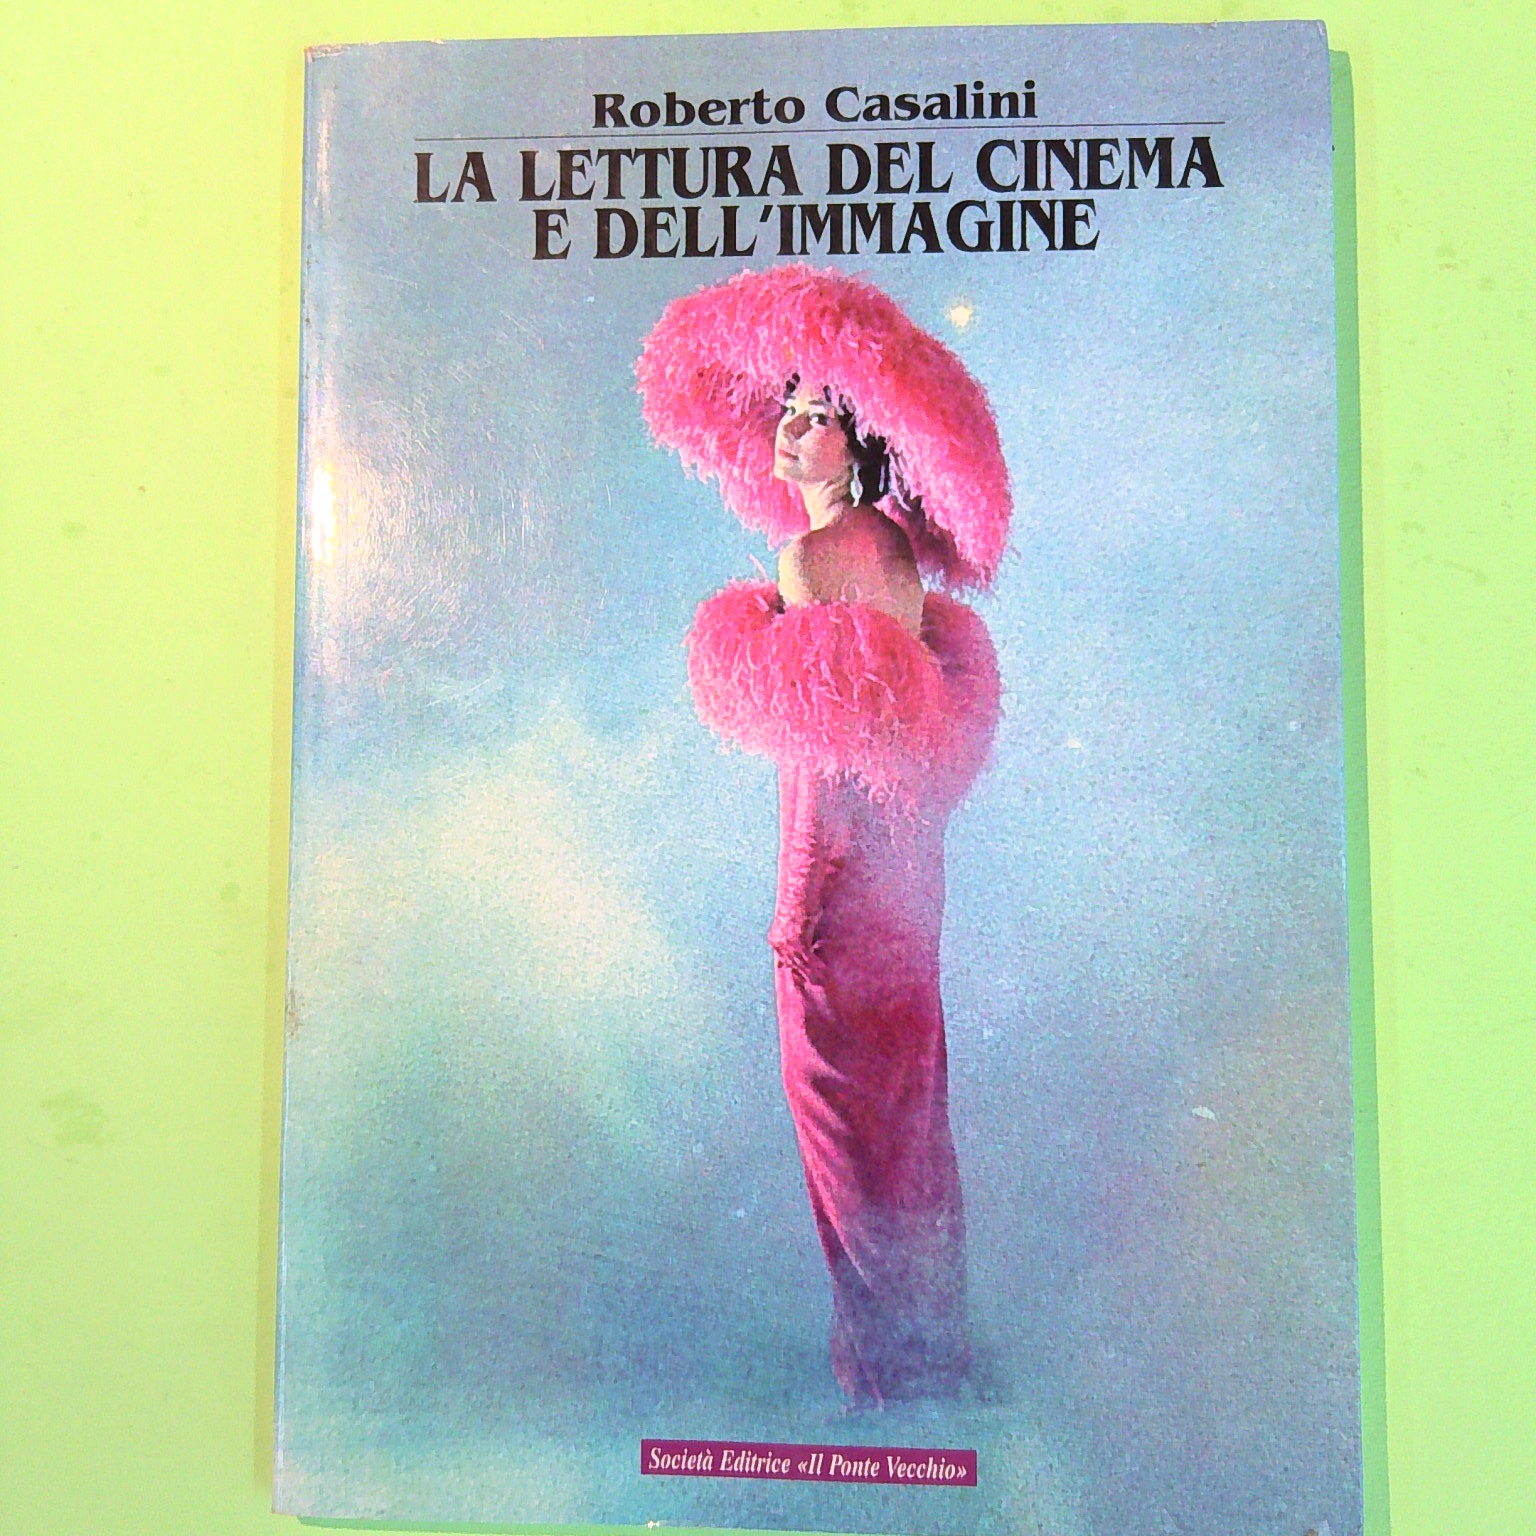 Roberto Casalini
LA LETTURA DEL CINEMA
E DELL'IMMAGINE
Società Editrice «Il Ponte Vecchio»